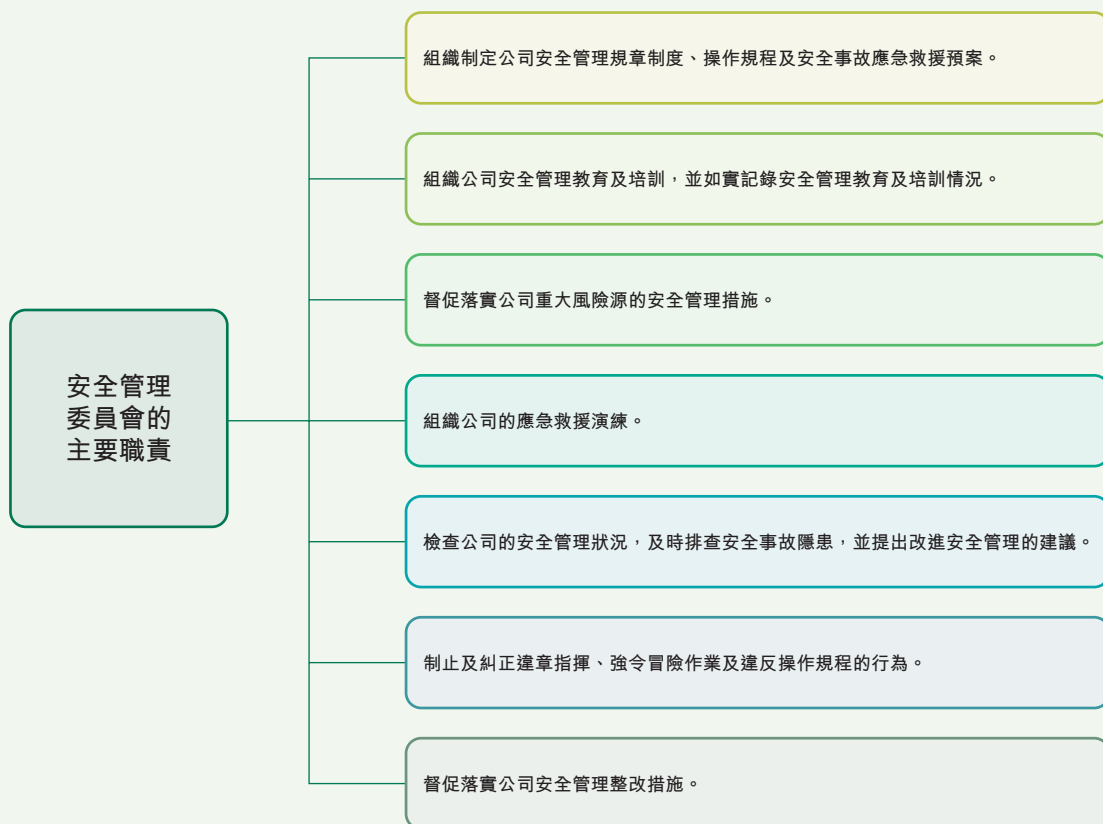 組織制定公司安全管理規章制度、操作規程及安全事故應急救援預案。
組織公司安全管理教育及培訓，並如實記錄安全管理教育及培訓情況。
督促落實公司重大風險源的安全管理措施。
安全管理
委員會的
主要職責
組織公司的應急救援演練。
檢查公司的安全管理狀況，及時排查安全事故隱患，並提出改進安全管理的建議。
制止及糾正違章指揮、強令冒險作業及違反操作規程的行為。
督促落實公司安全管理整改措施。